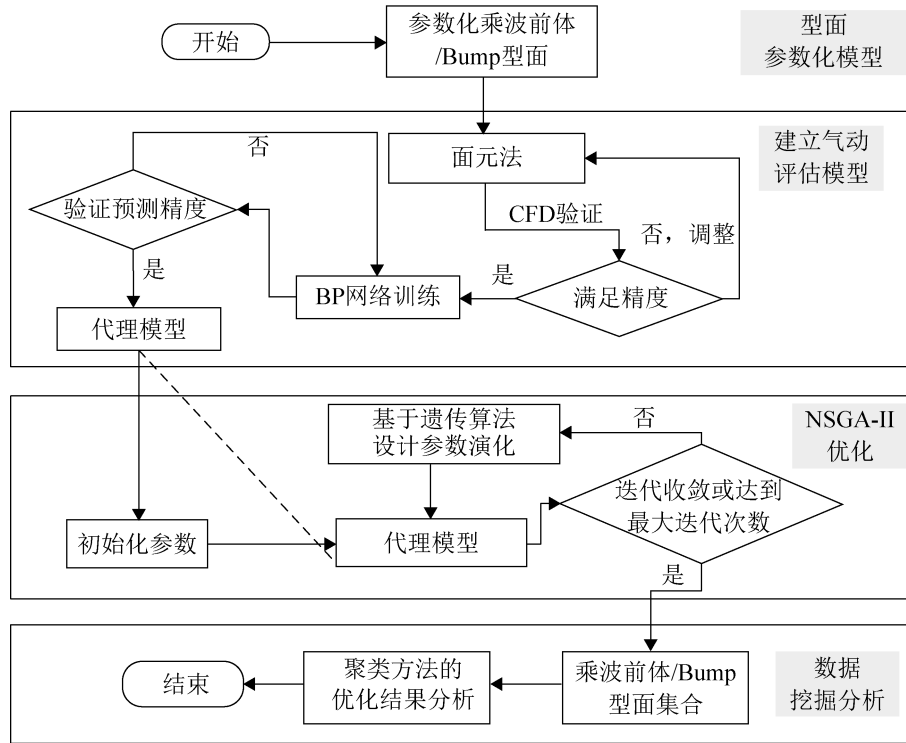 开始
参数化乘波前体
/Bump型面
型面
参数化模型
否
面元法
建立气动
评估模型
验证预测精度
CFD验证
否，调整
是
是
BP网络训练
满足精度
代理模型
基于遗传算法
设计参数演化
否
NSGA-II
优化
迭代收敛或达到
最大迭代次数
初始化参数
代理模型
是
结束
聚类方法的
优化结果分析
乘波前体/Bump
型面集合
数据
挖掘分析